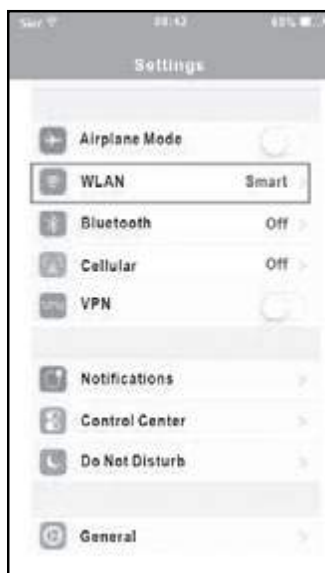 Settings
Airplane Mode
WLAN Smart
Bluetooth Off
Cellular Off
VPN
Notifications
Control Center
Do Not Disturb
General